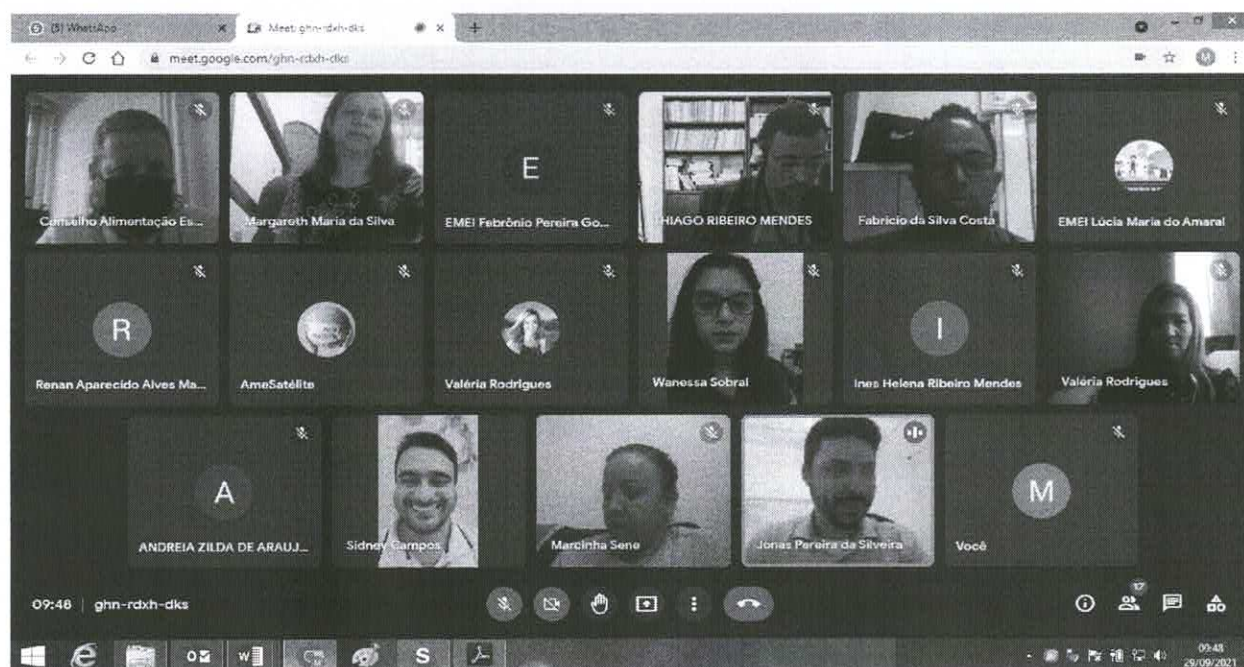 (5) WhatsApp
Meet: ghn-rdxh-dks
meet.google.com/ghn-rdxh-dks
M
Conselho Alimentação Es...
Margareth Maria da Silva
E
EMEI Febrônio Pereira Go...
THIAGO RIBEIRO MENDES
Fabricio da Silva Costa
EMEI Lúcia Maria do Amaral
R
Renan Aparecido Alves Ma...
AmeSatélite
Valéria Rodrigues
Wanessa Sobral
I
Ines Helena Ribeiro Mendes
Valéria Rodrigues
A
ANDREIA ZILDA DE ARAUJ...
Sidney Campos
Marcinha Sene
Jonas Pereira da Silveira
M
Você
09:48 | ghn-rdxh-dks
17
S
09:48
29/09/2021